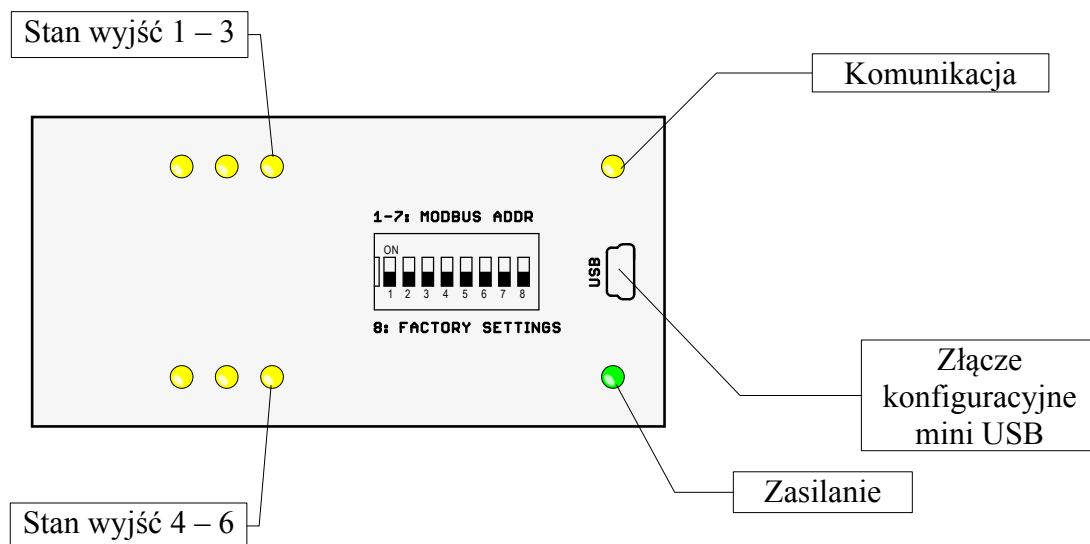 Stan wyjść 1 – 3
Komunikacja
1-7: MODBUS ADDR
ON
1 2 3 4 5 6 7 8
USB
8: FACTORY SETTINGS
Złącze
konfiguracyjne
mini USB
Zasilanie
Stan wyjść 4 – 6